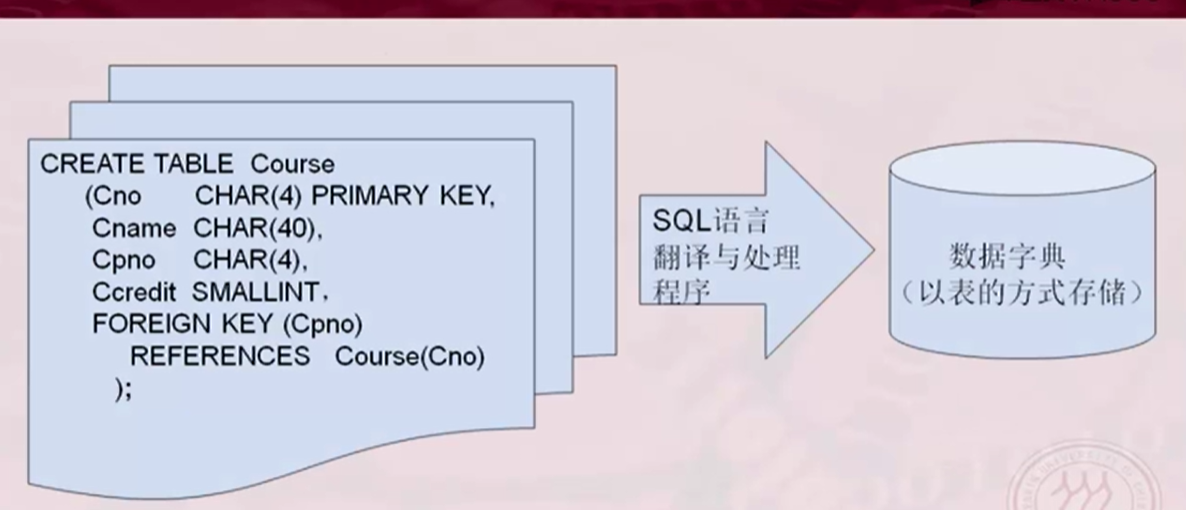 CREATE TABLE Course
(Cno CHAR(4) PRIMARY KEY,
Cname CHAR(40),
Cpno CHAR(4),
Ccredit SMALLINT,
FOREIGN KEY (Cpno)
REFERENCES Course(Cno)
);
SQL语言
翻译与处理
程序
数据字典
（以表的方式存储）